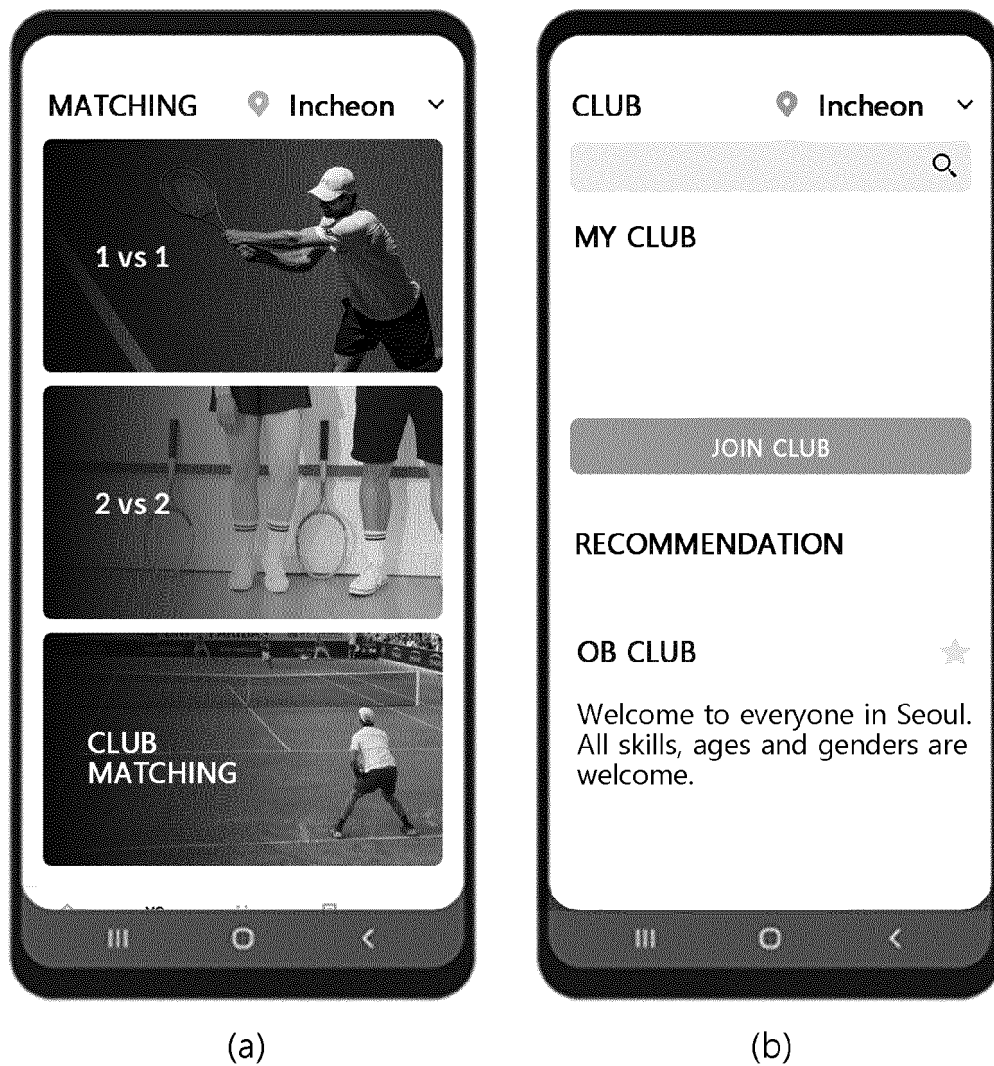 MATCHING Incheon
1 vs 1
2 vs 2
CLUB
MATCHING
(a)
CLUB Incheon
MY CLUB
JOIN CLUB
RECOMMENDATION
OB CLUB
Welcome to everyone in Seoul.
All skills, ages and genders are
welcome.
(b)